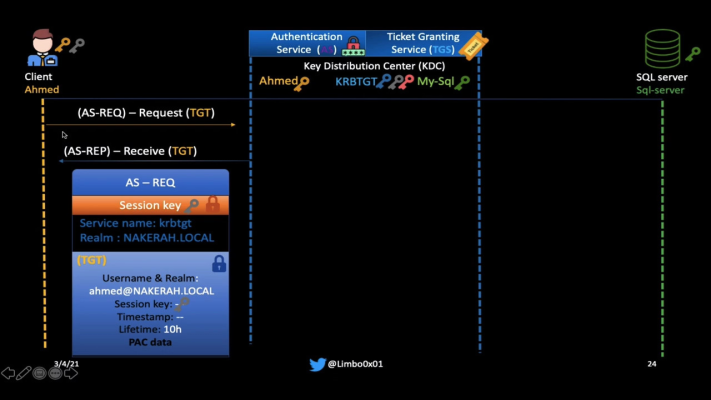 Authentication
Service (AS)
Ticket Granting
Service (TGS)
Ticket
Key Distribution Center (KDC)
Client
Ahmed
Ahmed
KRBTGT
My-Sql
SQL server
Sql-server
(AS-REQ) – Request (TGT)
(AS-REP) – Receive (TGT)
AS – REQ
Session key
Service name: krbtgt
Realm : NAKERAH.LOCAL
(TGT)
Username & Realm:
ahmed@NAKERAH.LOCAL
Session key: -
Timestamp: --
Lifetime: 10h
PAC data
3/4/21
@Limbo0x01
24